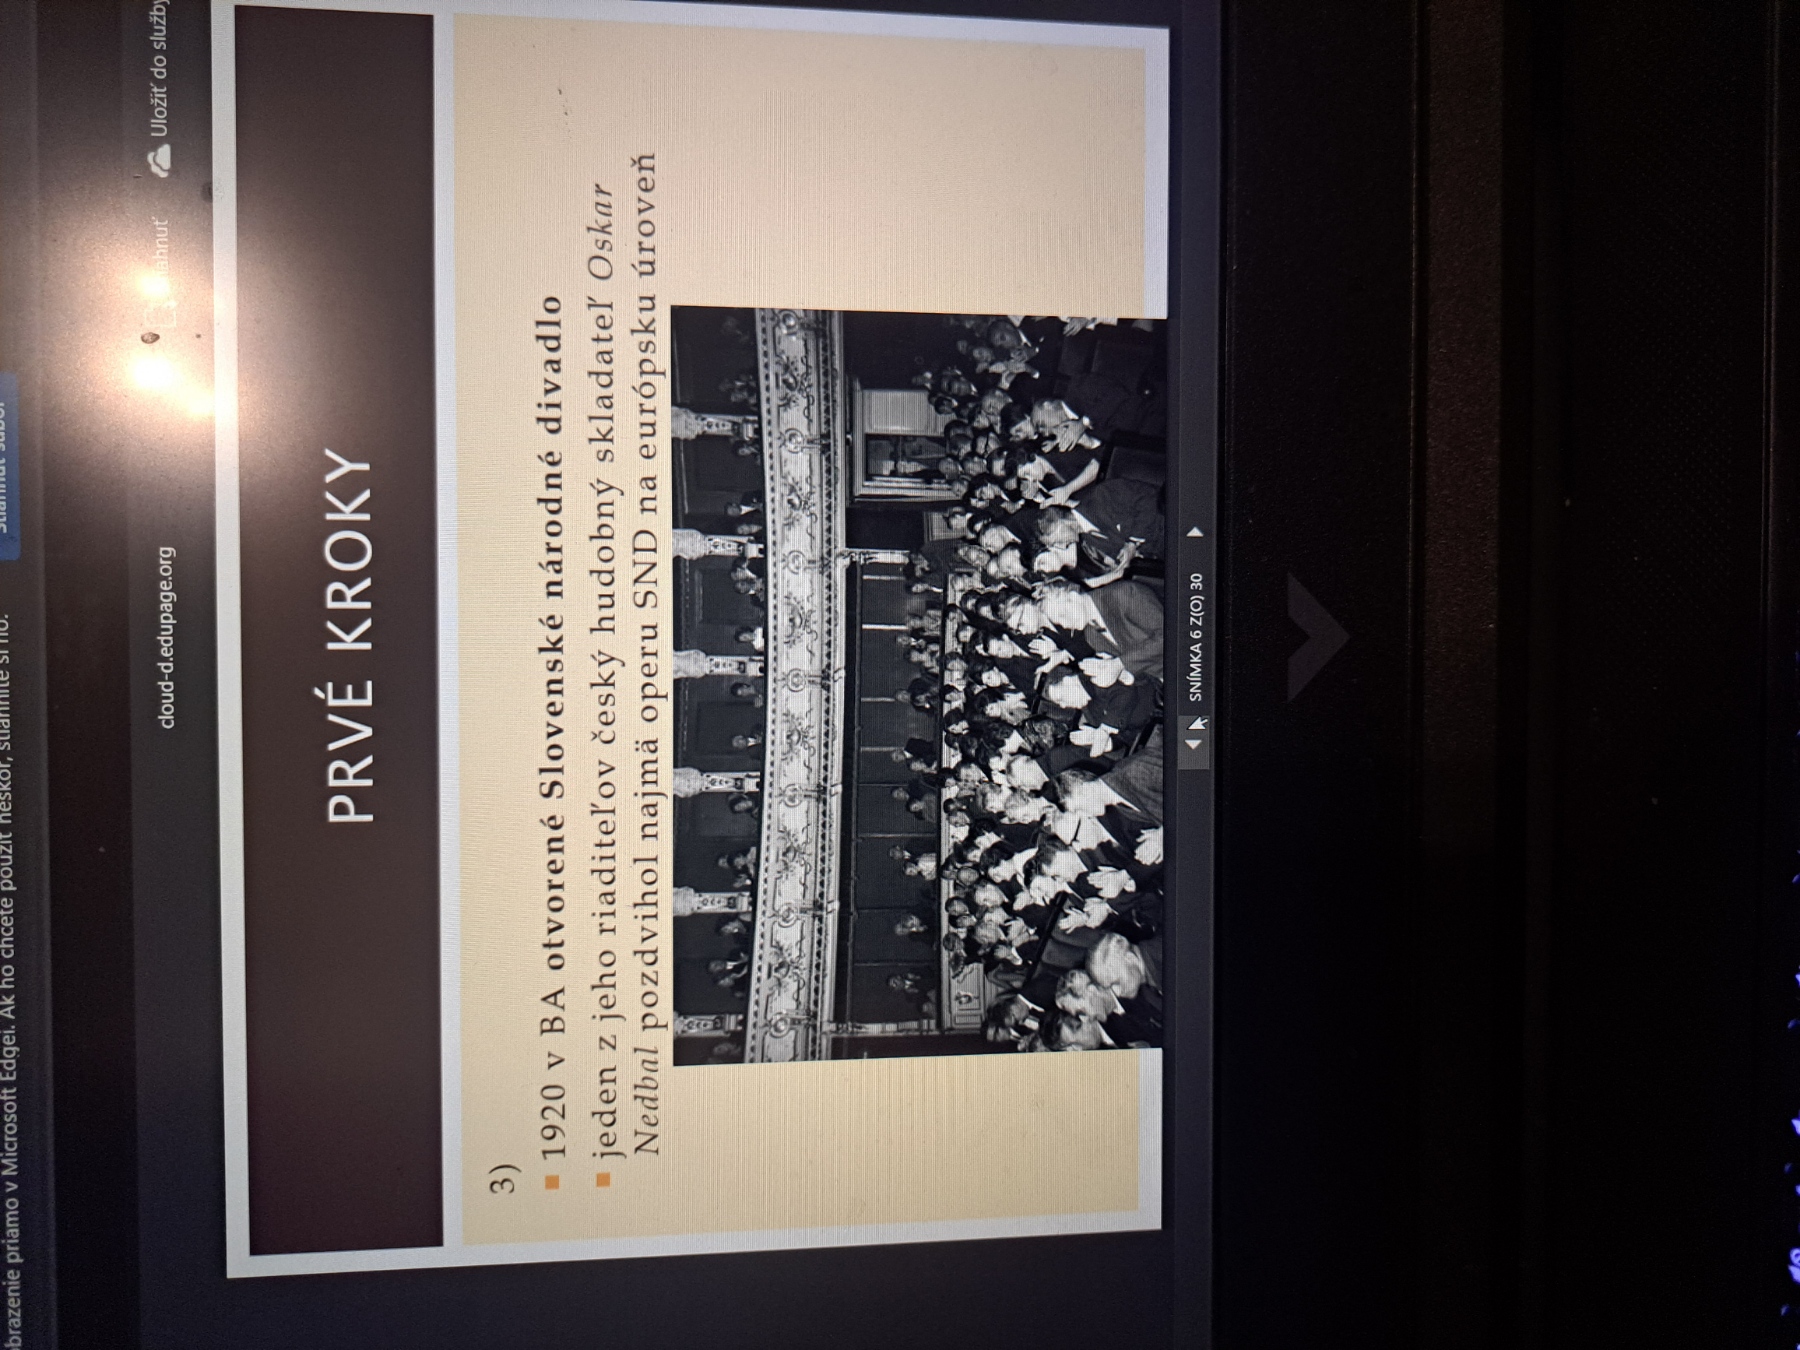 brazenie priamo v Microsoft Edgei. Ak ho chcete použiť neskôr, stiahnite si ho.
Stiahnuť súbor
cloud-d.edupage.org
Uložiť do služby
PRVÉ KROKY
3)
▪ 1920 v BA otvorené Slovenské národné divadlo
▪ jeden z jeho riaditeľov český hudobný skladateľ Oskar
Nedbal pozdvihol najmä operu SND na európsku úroveň
SNÍMKA 6 Z(O) 30